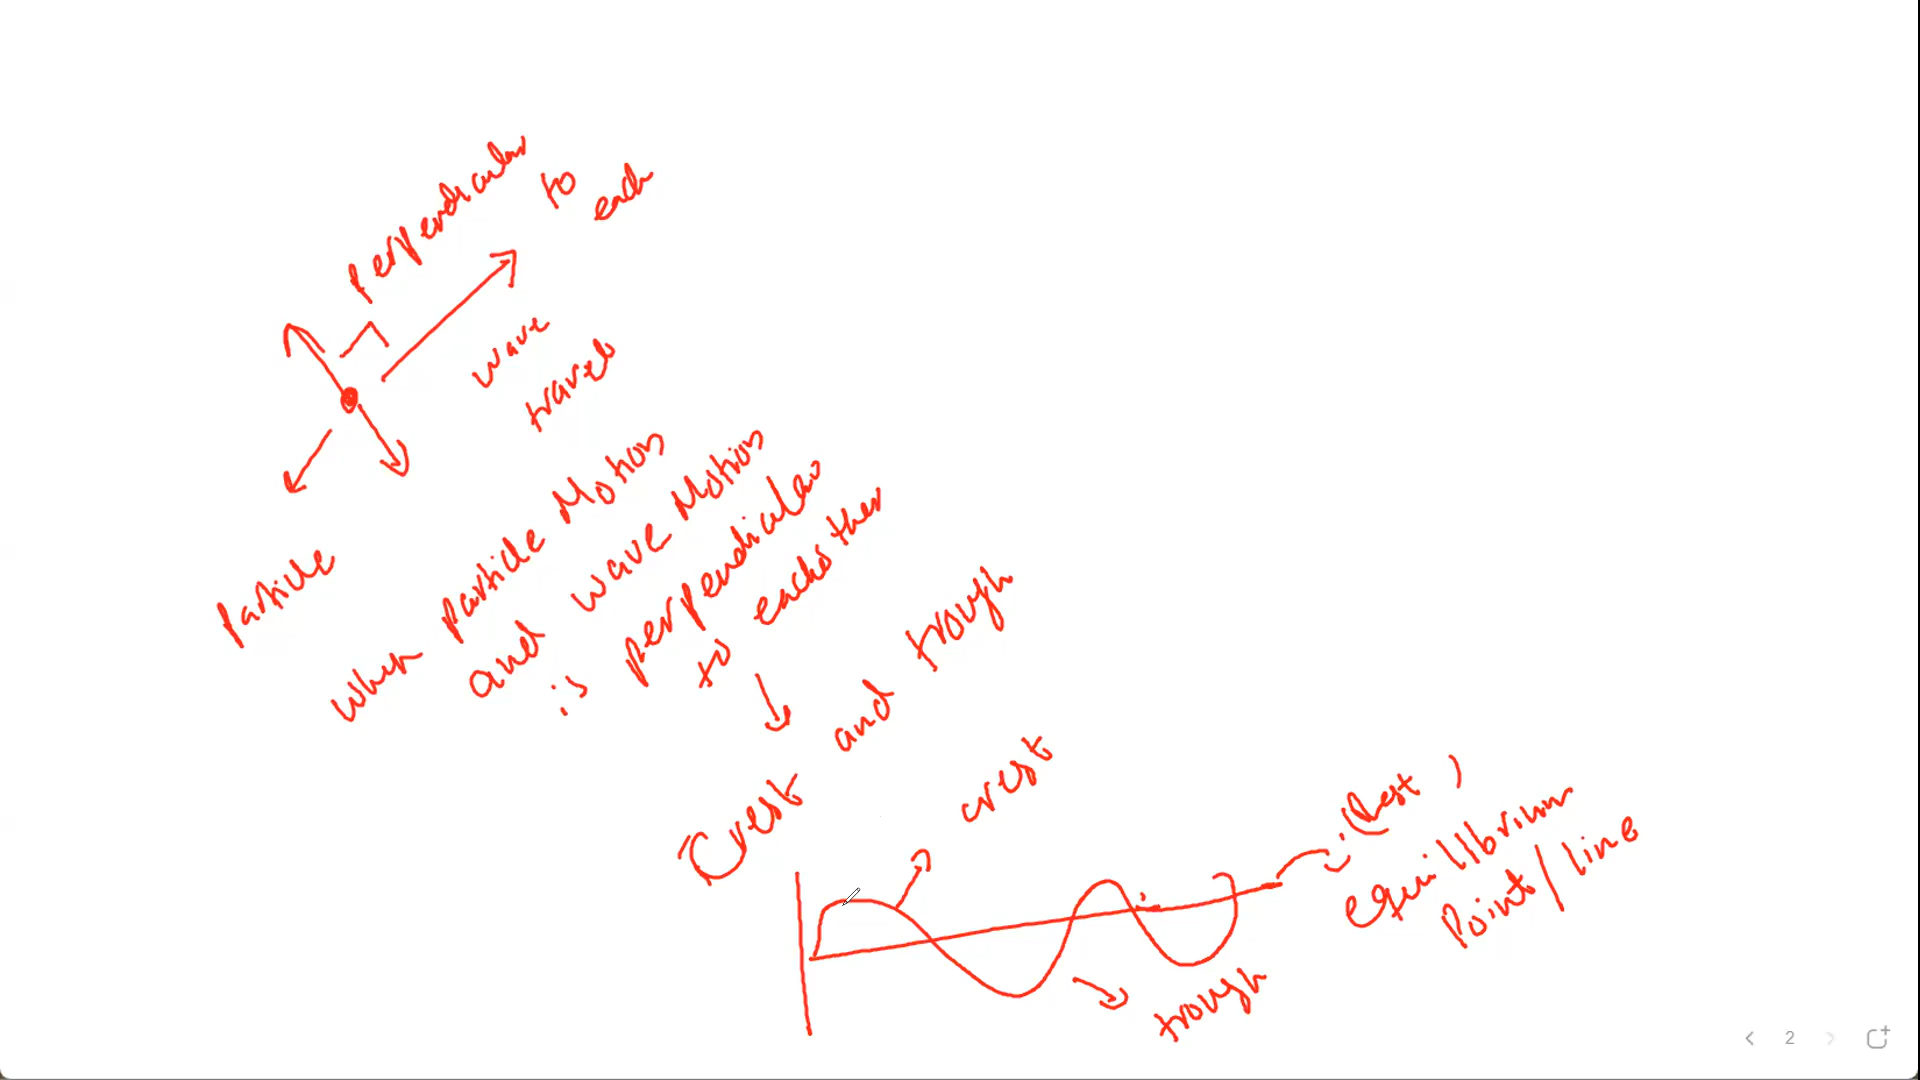 perpendicular
to
each
wave
travels
Particle
when particle Motion
and wave Motion
is perpendicular
to each other
Crest and trough
crest
(Rest)
equilibrium
Point/line
trough
2